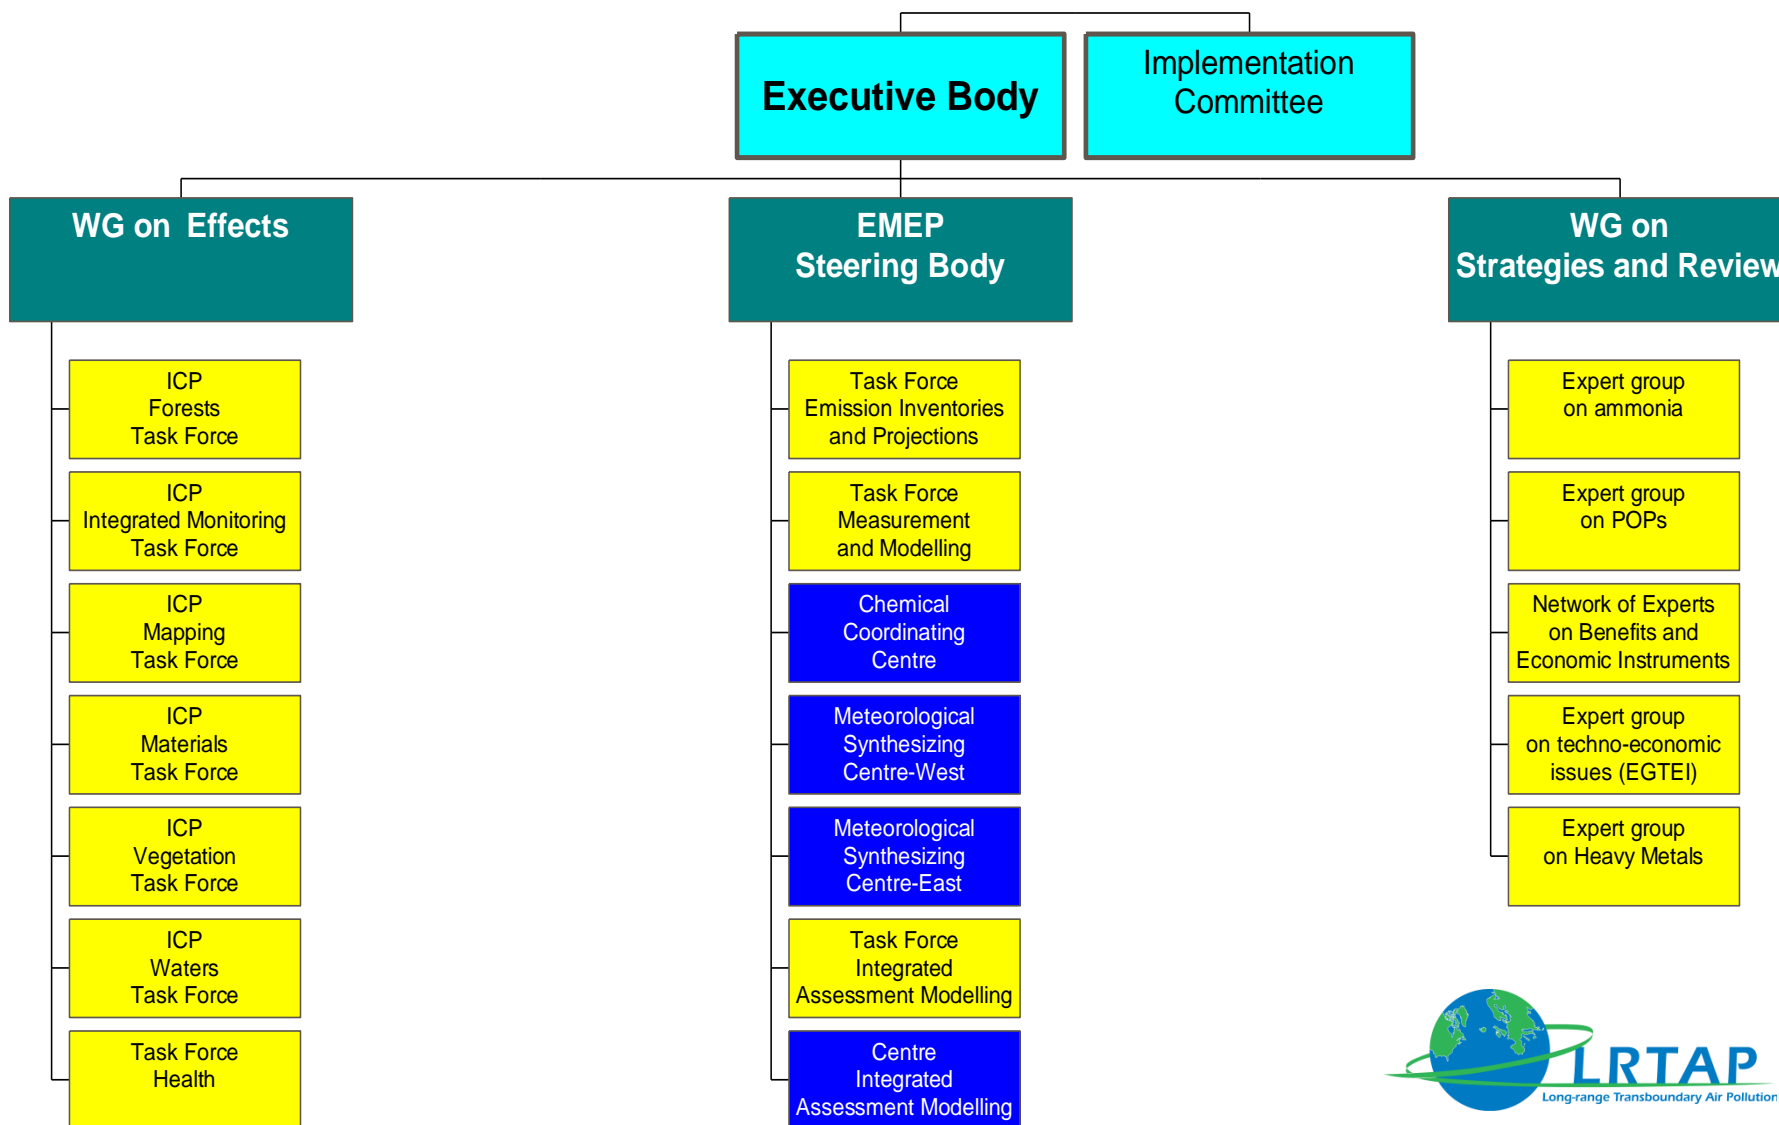 Executive Body
Implementation
Committee
WG on Effects
EMEP
Steering Body
WG on
Strategies and Review
ICP
Forests
Task Force
ICP
Integrated Monitoring
Task Force
ICP
Mapping
Task Force
ICP
Materials
Task Force
ICP
Vegetation
Task Force
ICP
Waters
Task Force
Task Force
Health
Task Force
Emission Inventories
and Projections
Task Force
Measurement
and Modelling
Chemical
Coordinating
Centre
Meteorological
Synthesizing
Centre-West
Meteorological
Synthesizing
Centre-East
Task Force
Integrated
Assessment Modelling
Centre
Integrated
Assessment Modelling
Expert group
on ammonia
Expert group
on POPs
Network of Experts
on Benefits and
Economic Instruments
Expert group
on techno-economic
issues (EGTEI)
Expert group
on Heavy Metals
LRTAP
Long-range Transboundary Air Pollution